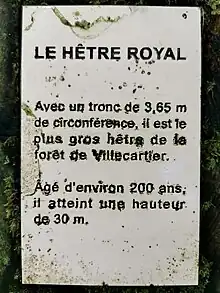 LE HÊTRE ROYAL
Avec un tronc de 3,65 m
de circonférence, il est le
plus gros hêtre de la
forêt de Villecartier.
Âgé d'environ 200 ans,
il atteint une hauteur
de 30 m.